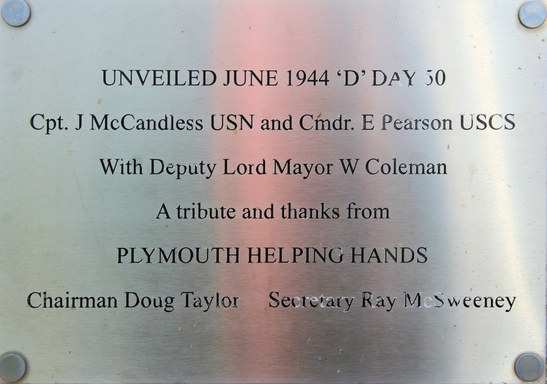 UNVEILED JUNE 1944 ‘D’ DAY 50
Cpt. J McCandless USN and Cmdr. E Pearson USCS
With Deputy Lord Mayor W Coleman
A tribute and thanks from
PLYMOUTH HELPING HANDS
Chairman Doug Taylor Secretary Ray McSweeney